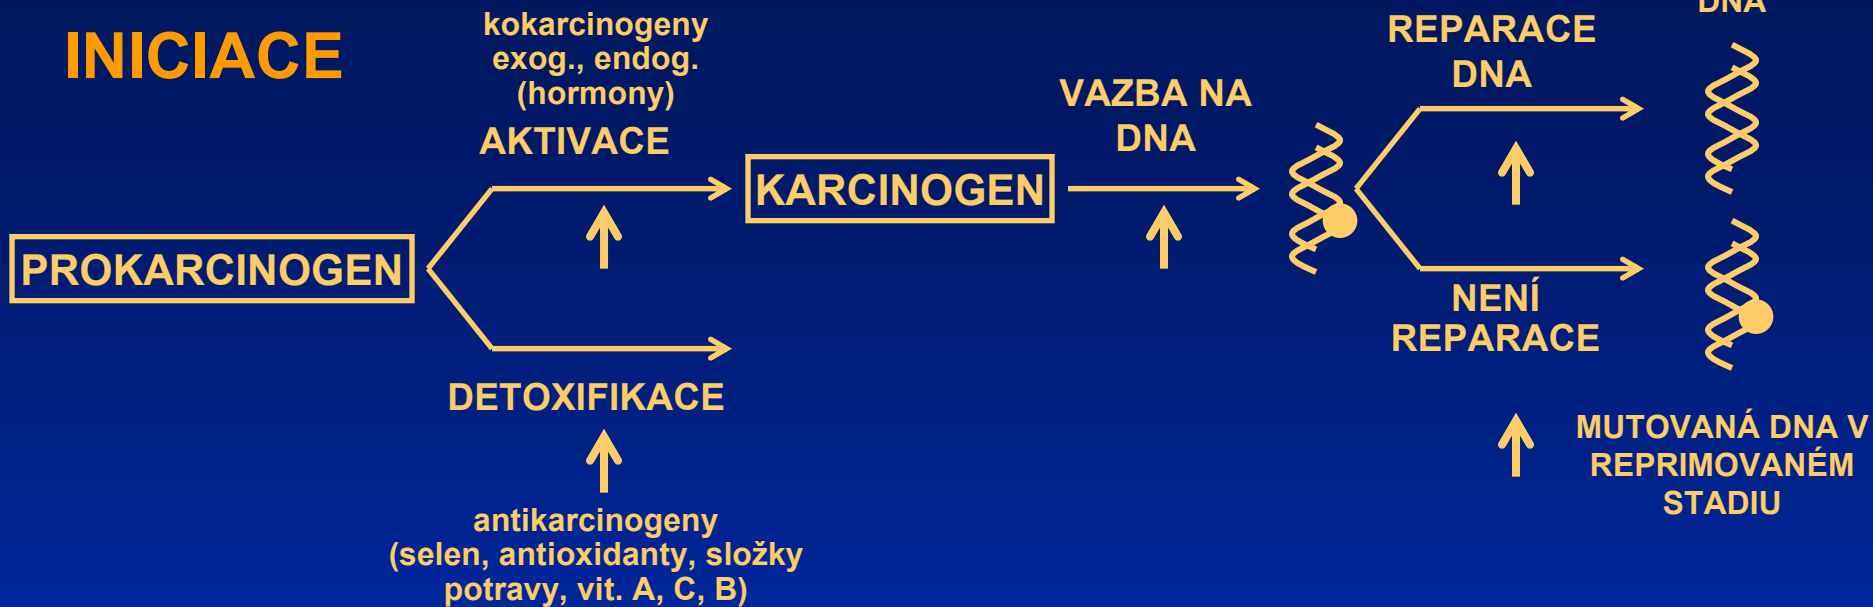 INICIACE
kokarcinogeny
exog., endog.
(hormony)
AKTIVACE
PROKARCINOGEN
DETOXIFIKACE
antikarcinogeny
(selen, antioxidanty, složky
potravy, vit. A, C, B)
KARCINOGEN
VAZBA NA
DNA
REPARACE
DNA
NENÍ
REPARACE
DNA
MUTOVANÁ DNA V
REPRIMOVANÉM
STADIU